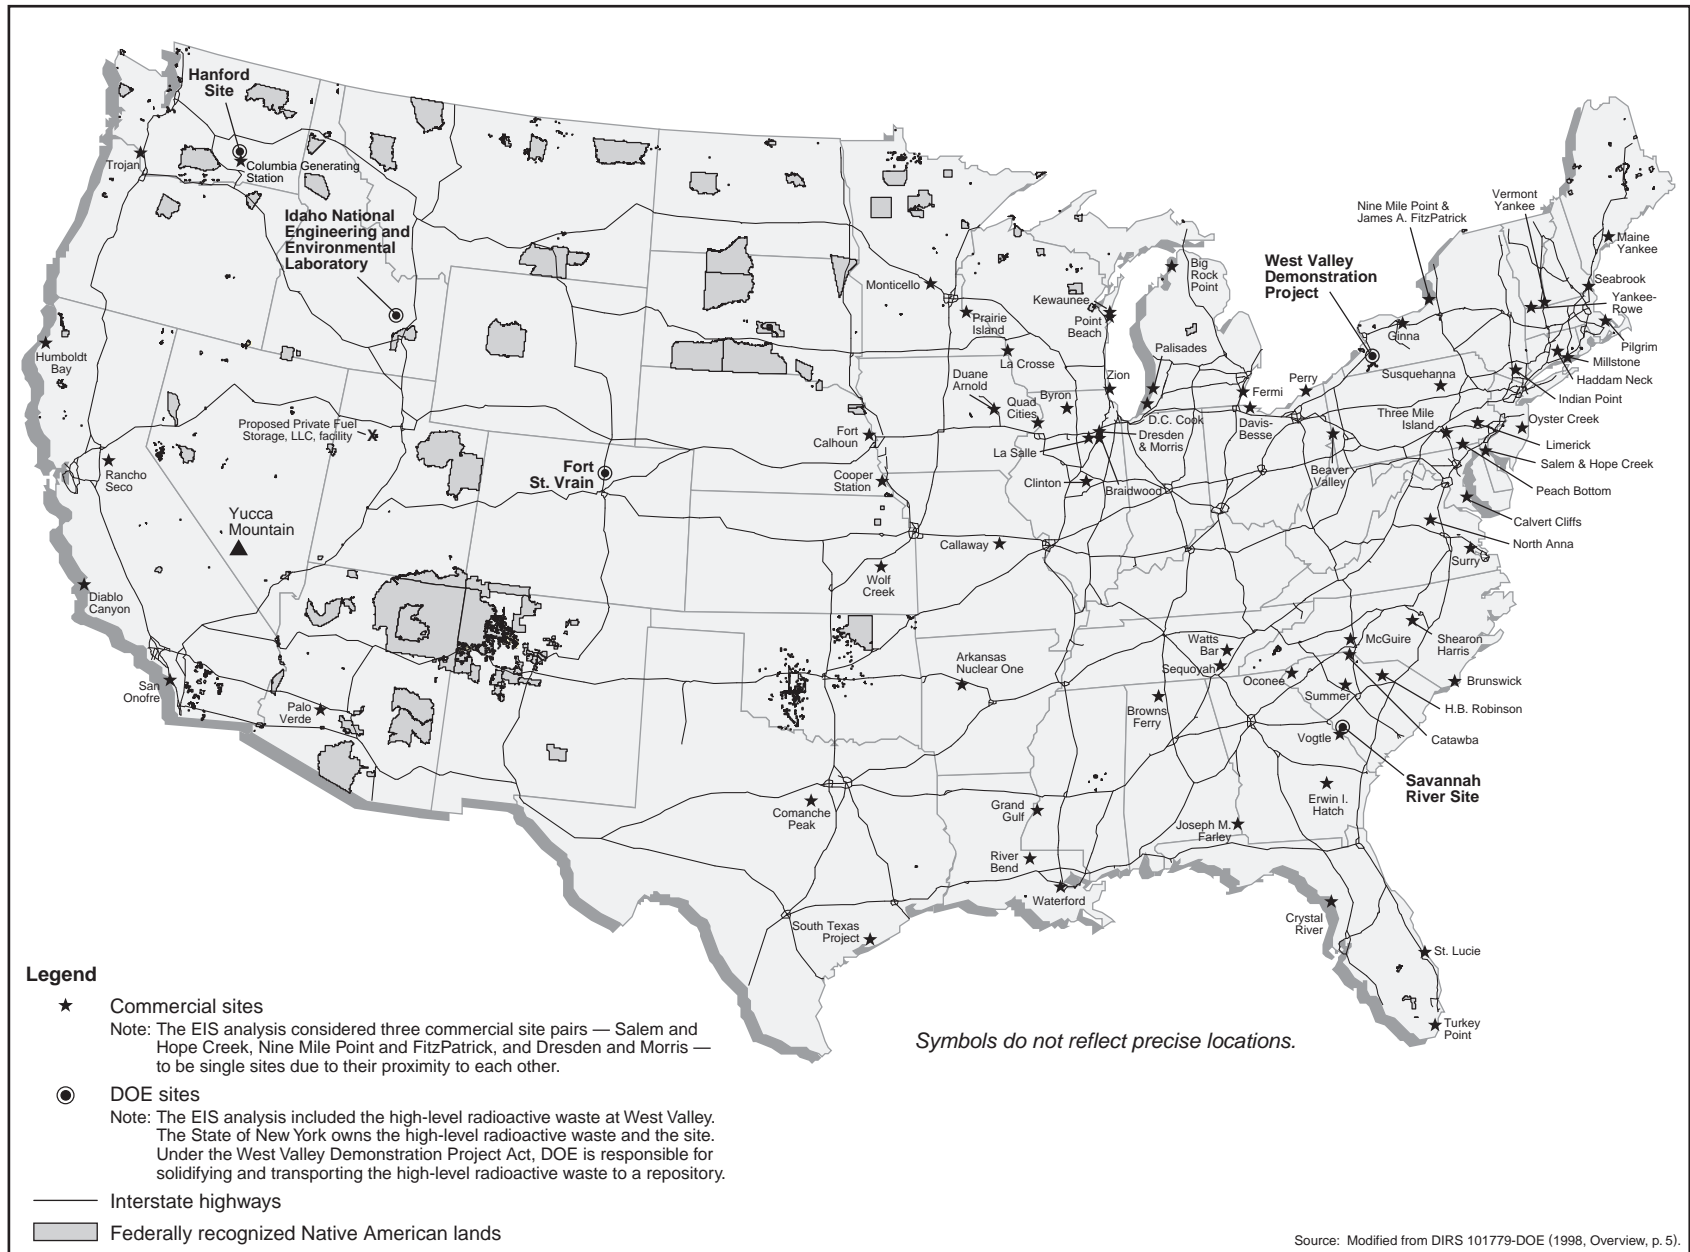 Hanford
Site
Trojan
Columbia Generating
Station
Idaho National
Engineering and
Environmental
Laboratory
Humboldt
Bay
Proposed Private Fuel
Storage, LLC, facility
Rancho
Seco
Yucca
Mountain
Diablo
Canyon
San
Onofre
Palo
Verde
Fort
St. Vrain
Monticello
Prairie
Island
Kewaunee
Point
Beach
Big
Rock
Point
La Crosse
Palisades
Duane
Arnold
Quad
Cities
Byron
Zion
Fort
Calhoun
D.C. Cook
Dresden
& Morris
La Salle
Cooper
Station
Clinton
Braidwood
Callaway
Wolf
Creek
Fermi
Davis-
Besse
Perry
Beaver
Valley
West Valley
Demonstration
Project
Nine Mile Point &
James A. FitzPatrick
Vermont
Yankee
Maine
Yankee
Seabrook
Yankee-
Rowe
Ginna
Pilgrim
Millstone
Haddam Neck
Susquehanna
Indian Point
Three Mile
Island
Oyster Creek
Limerick
Salem & Hope Creek
Peach Bottom
Calvert Cliffs
North Anna
Surry
Watts
Bar
Sequoyah
McGuire
Shearon
Harris
Oconee
Summer
Brunswick
H.B. Robinson
Catawba
Arkansas
Nuclear One
Browns
Ferry
Vogtle
Savannah
River Site
Erwin I.
Hatch
Joseph M.
Farley
Comanche
Peak
Grand
Gulf
River
Bend
Waterford
South Texas
Project
Crystal
River
St. Lucie
Turkey
Point
Legend
Commercial sites
Note: The EIS analysis considered three commercial site pairs — Salem and
Hope Creek, Nine Mile Point and FitzPatrick, and Dresden and Morris —
to be single sites due to their proximity to each other.
DOE sites
Note: The EIS analysis included the high-level radioactive waste at West Valley.
The State of New York owns the high-level radioactive waste and the site.
Under the West Valley Demonstration Project Act, DOE is responsible for
solidifying and transporting the high-level radioactive waste to a repository.
Interstate highways
Federally recognized Native American lands
Symbols do not reflect precise locations.
Source: Modified from DIRS 101779-DOE (1998, Overview, p. 5).